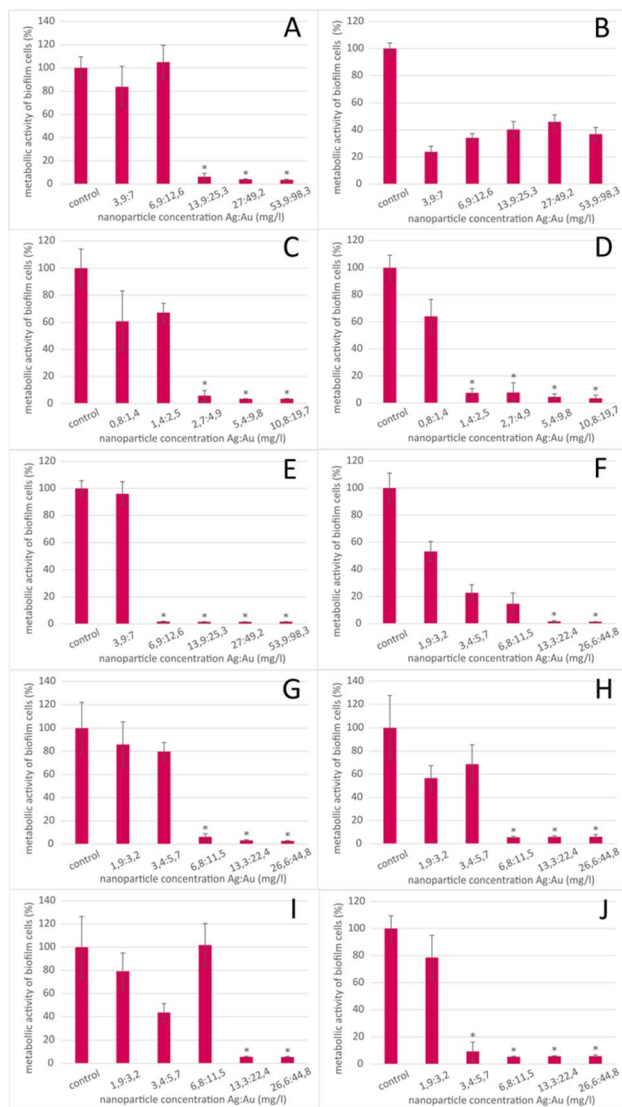 A
metabollic activity of biofilm cells (%)
140
120
100
80
60
40
20
0
* * *
control 3,9:7 6,9:12,6 13,9:25,3 27:49,2 53,9:98,3
nanoparticle concentration Ag:Au (mg/l)
B
metabollic activity of biofilm cells (%)
120
100
80
60
40
20
0
control 3,9:7 6,9:12,6 13,9:25,3 27:49,2 53,9:98,3
nanoparticle concentration Ag:Au (mg/l)
C
metabollic activity of biofilm cells (%)
120
100
80
60
40
20
0
* * *
control 0,8:1,4 1,4:2,5 2,7:4,9 5,4:9,8 10,8:19,7
nanoparticle concentration Ag:Au (mg/l)
D
metabollic activity of biofilm cells (%)
120
100
80
60
40
20
0
* * * *
control 0,8:1,4 1,4:2,5 2,7:4,9 5,4:9,8 10,8:19,7
nanoparticle concentration Ag:Au (mg/l)
E
metabollic activity of biofilm cells (%)
120
100
80
60
40
20
0
* * * *
control 3,9:7 6,9:12,6 13,9:25,3 27:49,2 53,9:98,3
nanoparticle concentration Ag:Au (mg/l)
F
metabollic activity of biofilm cells (%)
120
100
80
60
40
20
0
* *
control 1,9:3,2 3,4:5,7 6,8:11,5 13,3:22,4 26,6:44,8
nanoparticle concentration Ag:Au (mg/l)
G
metabollic activity of biofilm cells (%)
140
120
100
80
60
40
20
0
* * *
control 1,9:3,2 3,4:5,7 6,8:11,5 13,3:22,4 26,6:44,8
nanoparticle concentration Ag:Au (mg/l)
H
metabollic activity of biofilm cells (%)
140
120
100
80
60
40
20
0
* * *
control 1,9:3,2 3,4:5,7 6,8:11,5 13,3:22,4 26,6:44,8
nanoparticle concentration Ag:Au (mg/l)
I
metabollic activity of biofilm cells (%)
140
120
100
80
60
40
20
0
* *
control 1,9:3,2 3,4:5,7 6,8:11,5 13,3:22,4 26,6:44,8
nanoparticle concentration Ag:Au (mg/l)
J
metabollic activity of biofilm cells (%)
120
100
80
60
40
20
0
* * * *
control 1,9:3,2 3,4:5,7 6,8:11,5 13,3:22,4 26,6:44,8
nanoparticle concentration Ag:Au (mg/l)